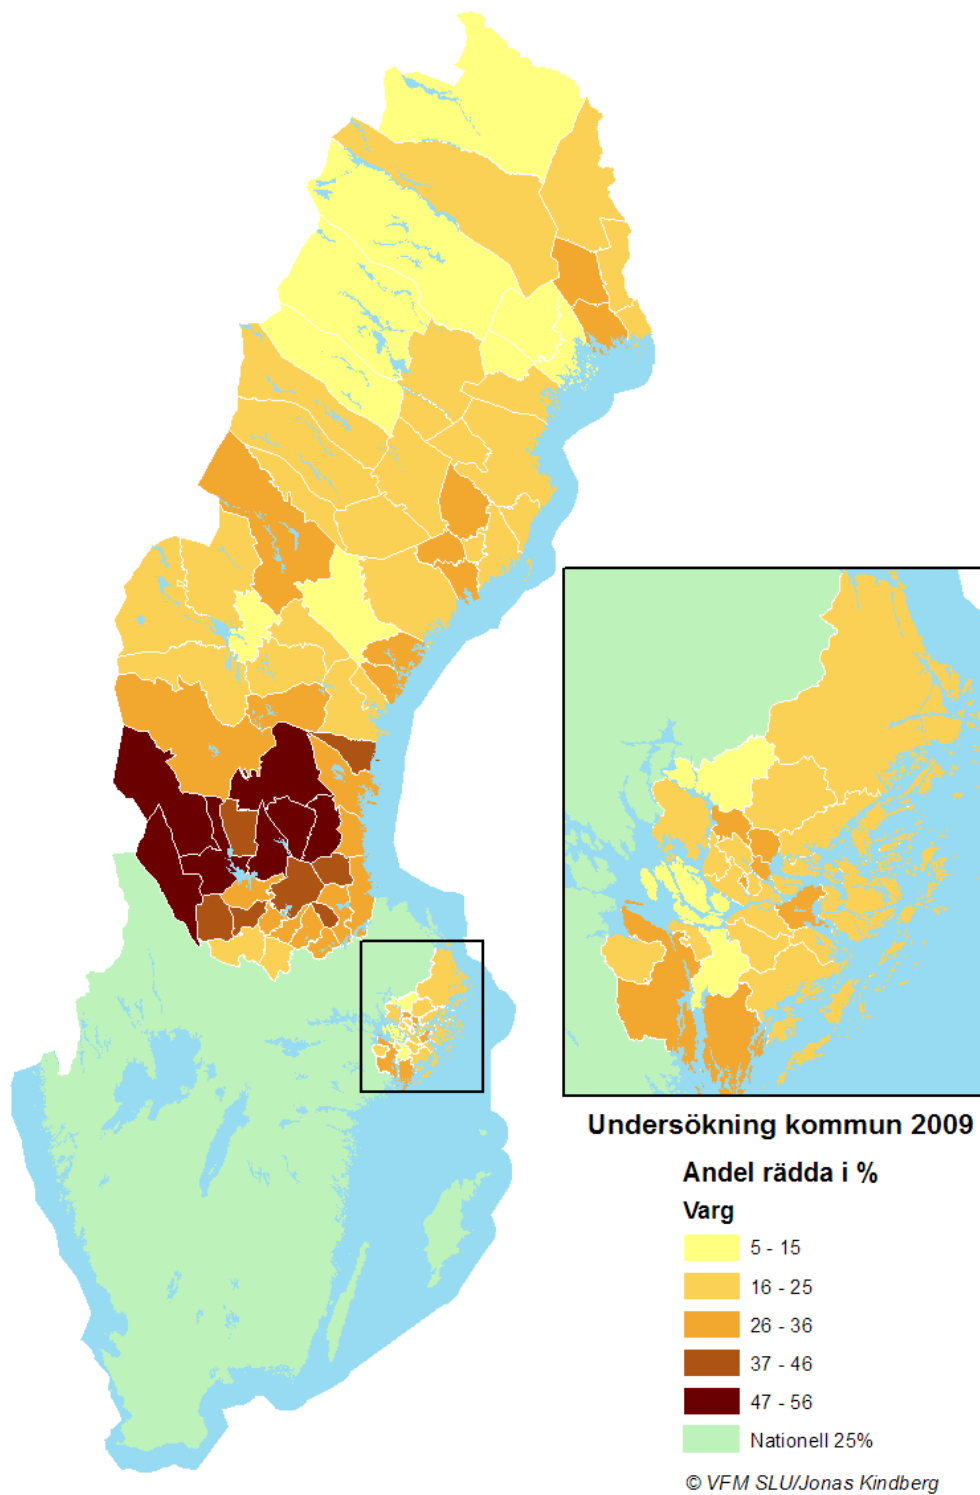 Undersökning kommun 2009
Andel rädda i %
Varg
5 - 15
16 - 25
26 - 36
37 - 46
47 - 56
Nationell 25%
© VFM SLU/Jonas Kindberg